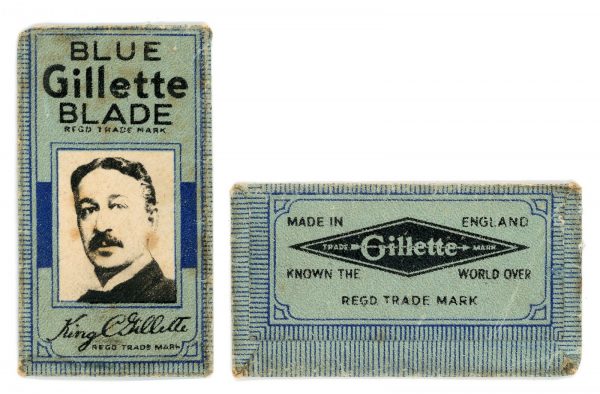 BLUE
Gillette
BLADE
REGD TRADE MARK
King C Gillette
REGD TRADE MARK
MADE IN ENGLAND
TRADE Gillette MARK
KNOWN THE WORLD OVER
REGD TRADE MARK